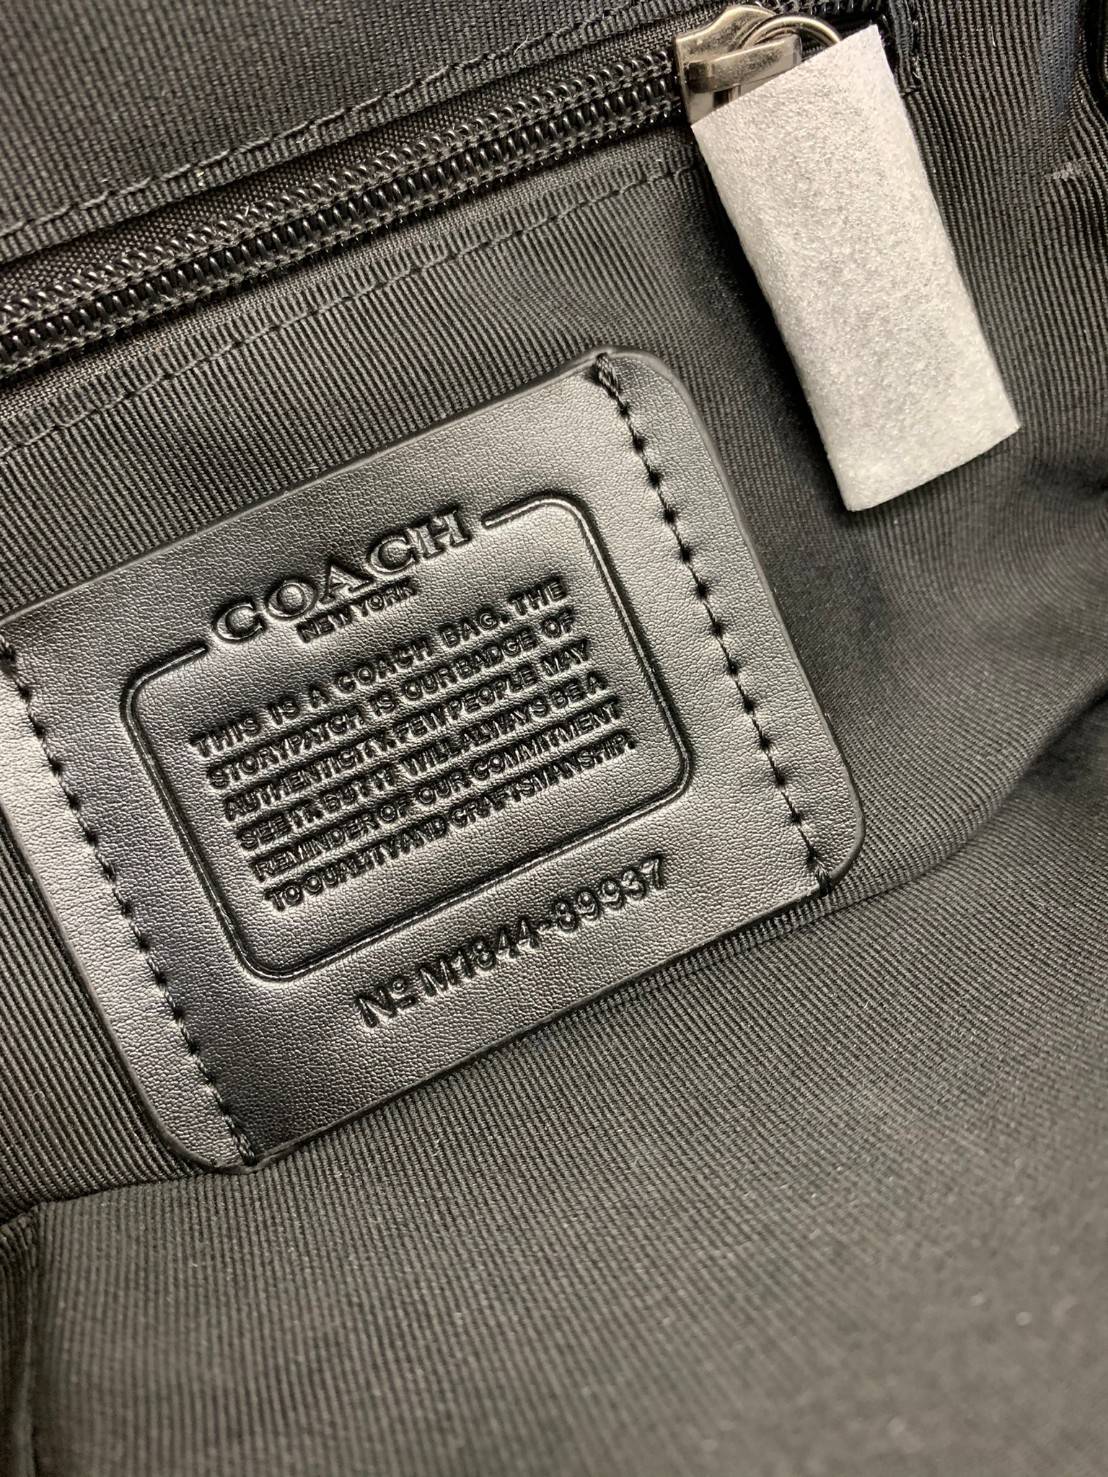 COACH
NEW YORK
THIS IS A COACH BAG. THE
STORYPATCH IS OUR BADGE OF
AUTHENTICITY. FEW PEOPLE MAY
SEE IT. BUT IT WILL ALWAYS BE A
REMINDER OF OUR COMMITMENT
TO QUALITY AND CRAFTSMANSHIP.
Nº M1844-89937